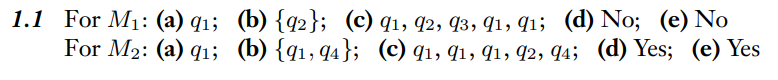 1.1 For M₁: (a) q₁; (b) {q₂}; (c) q₁, q₂, q₃, q₁, q₁; (d) No; (e) No
For M₂: (a) q₁; (b) {q₁, q₄}; (c) q₁, q₁, q₁, q₂, q₄; (d) Yes; (e) Yes